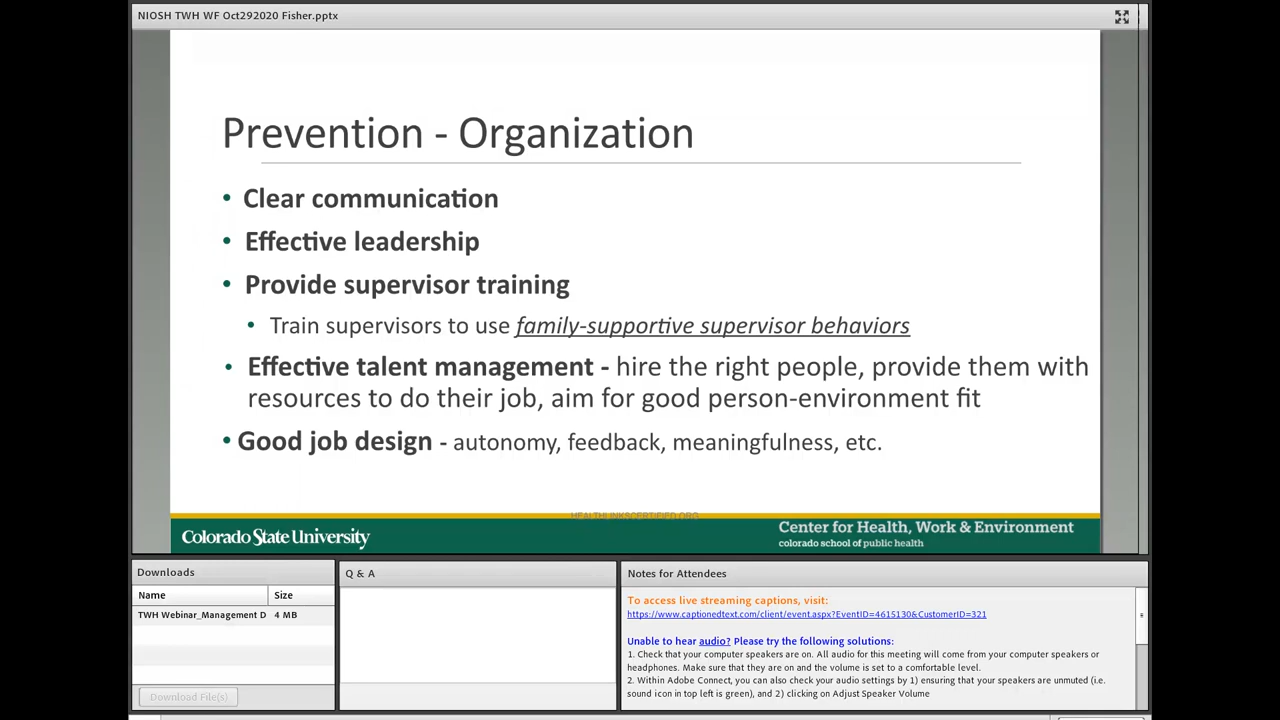 NIOSH TWH WF Oct292020 Fisher.pptx
Prevention - Organization
• Clear communication
• Effective leadership
• Provide supervisor training
• Train supervisors to use family-supportive supervisor behaviors
• Effective talent management - hire the right people, provide them with
resources to do their job, aim for good person-environment fit
• Good job design - autonomy, feedback, meaningfulness, etc.
HEALTHLINKSCERTIFIED.ORG
Colorado State University
Center for Health, Work & Environment
colorado school of public health
Downloads
Name Size
TWH Webinar_Management D 4 MB
Download File(s)
Q & A
Notes for Attendees
To access live streaming captions, visit:
https://www.captionedtext.com/client/event.aspx?EventID=4615130&CustomerID=321
Unable to hear audio? Please try the following solutions:
1. Check that your computer speakers are on. All audio for this meeting will come from your computer speakers or
headphones. Make sure that they are on and the volume is set to a comfortable level.
2. Within Adobe Connect, you can also check your audio settings by 1) ensuring that your speakers are unmuted (i.e.
sound icon in top left is green), and 2) clicking on Adjust Speaker Volume